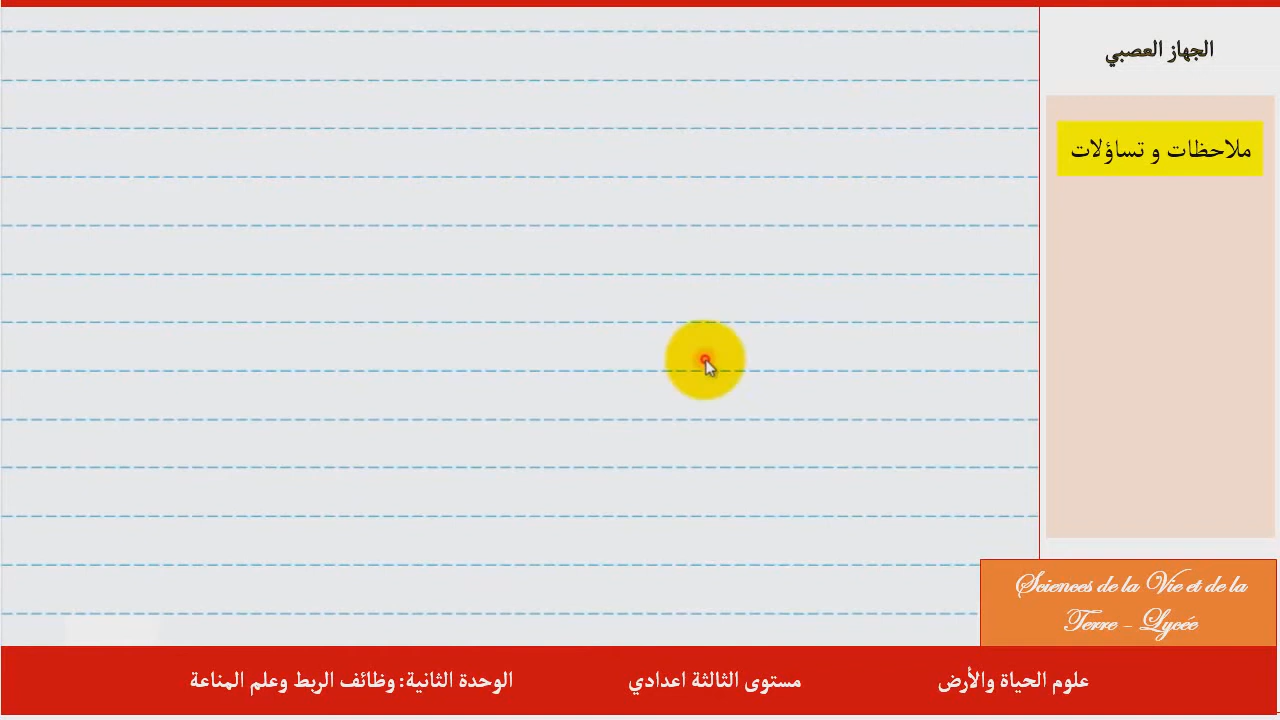 الجهاز العصبي
ملاحظات و تساؤلات
Sciences de la Vie et de la
Terre – Lycée
علوم الحياة والأرض
مستوى الثالثة اعدادي
الوحدة الثانية: وظائف الربط وعلم المناعة